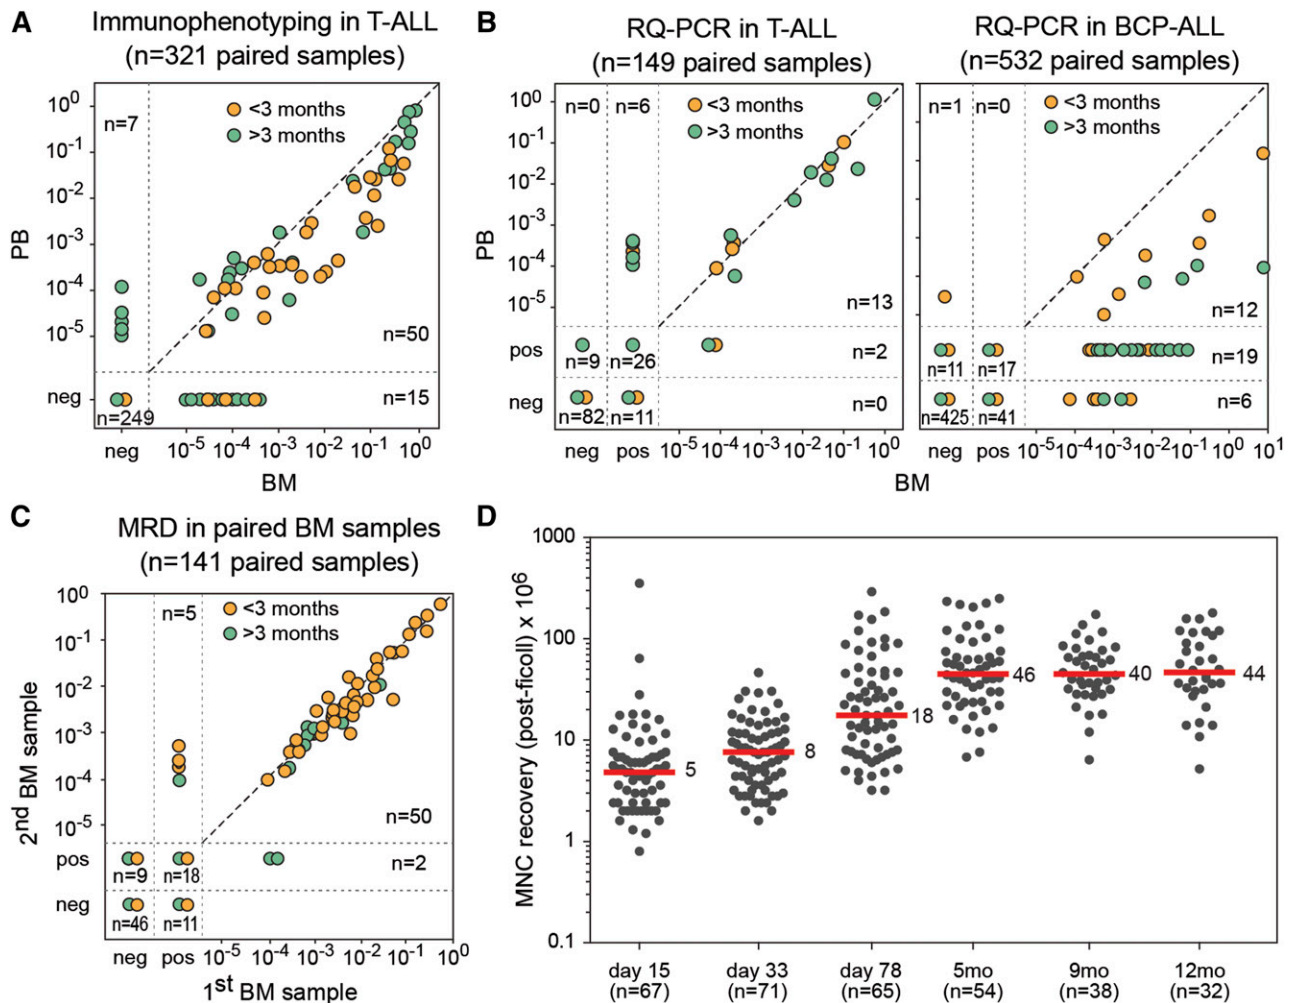 A
Immunophenotyping in T-ALL
(n=321 paired samples)
n=7
<3 months
>3 months
10^0
10^-1
10^-2
10^-3
10^-4
10^-5
neg
PB
n=50
n=15
n=249
neg
10^-5
10^-4
10^-3
10^-2
10^-1
10^0
BM
B
RQ-PCR in T-ALL
(n=149 paired samples)
n=0
n=6
<3 months
>3 months
10^0
10^-1
10^-2
10^-3
10^-4
10^-5
pos
neg
PB
n=13
n=9
n=26
n=2
n=82
n=11
n=0
neg
pos
10^-5
10^-4
10^-3
10^-2
10^-1
10^0
RQ-PCR in BCP-ALL
(n=532 paired samples)
n=1
n=0
<3 months
>3 months
n=12
n=11
n=17
n=19
n=425
n=41
n=6
neg
pos
10^-5
10^-4
10^-3
10^-2
10^-1
10^0
10^1
BM
C
MRD in paired BM samples
(n=141 paired samples)
n=5
<3 months
>3 months
10^0
10^-1
10^-2
10^-3
10^-4
10^-5
pos
neg
2nd BM sample
n=50
n=9
n=18
n=2
n=46
n=11
neg
pos
10^-5
10^-4
10^-3
10^-2
10^-1
10^0
1st BM sample
D
MNC recovery (post-ficoll) x 10^6
1000
100
10
1
0.1
5
8
18
46
40
44
day 15
(n=67)
day 33
(n=71)
day 78
(n=65)
5mo
(n=54)
9mo
(n=38)
12mo
(n=32)